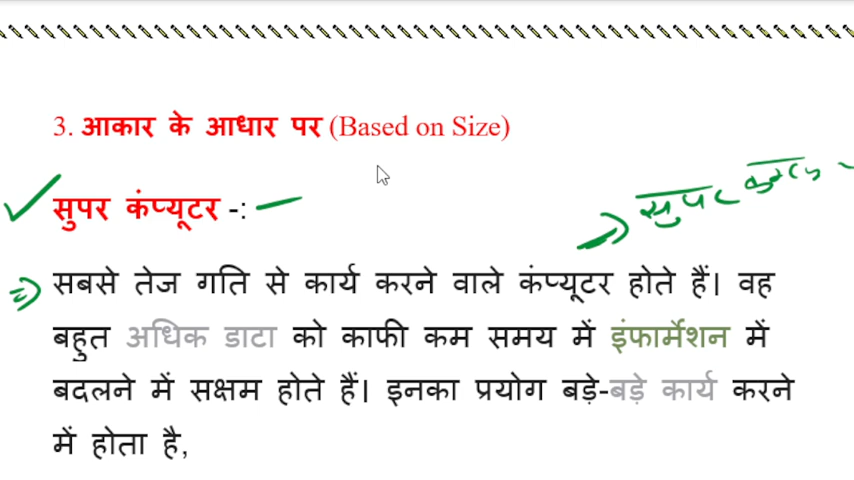 3. आकार के आधार पर (Based on Size)
सुपर कंप्यूटर -:
सुपर
सबसे तेज गति से कार्य करने वाले कंप्यूटर होते हैं। वह
बहुत अधिक डाटा को काफी कम समय में इंफार्मेशन में
बदलने में सक्षम होते हैं। इनका प्रयोग बड़े-बड़े कार्य करने
में होता है,